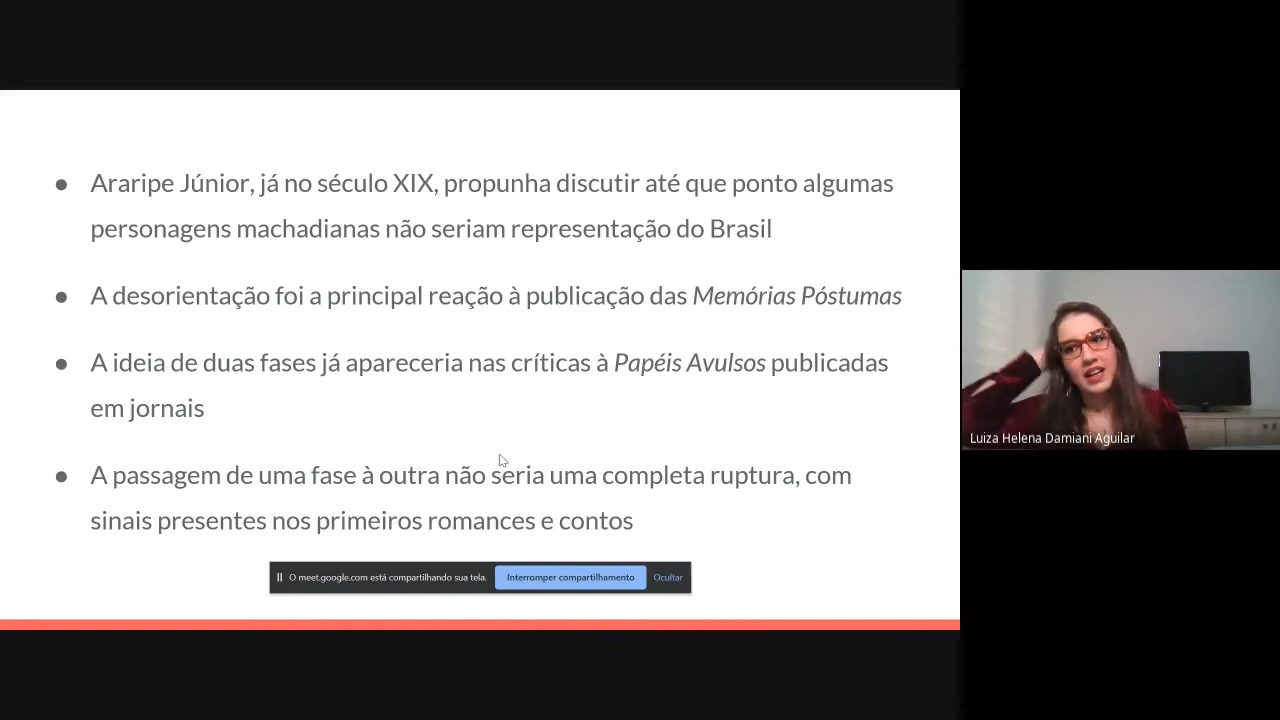 ● Araripe Júnior, já no século XIX, propunha discutir até que ponto algumas
personagens machadianas não seriam representação do Brasil
● A desorientação foi a principal reação à publicação das Memórias Póstumas
● A ideia de duas fases já apareceria nas críticas à Papéis Avulsos publicadas
em jornais
● A passagem de uma fase à outra não seria uma completa ruptura, com
sinais presentes nos primeiros romances e contos
O meet.google.com está compartilhando sua tela. Interromper compartilhamento Ocultar
Luiza Helena Damiani Aguilar